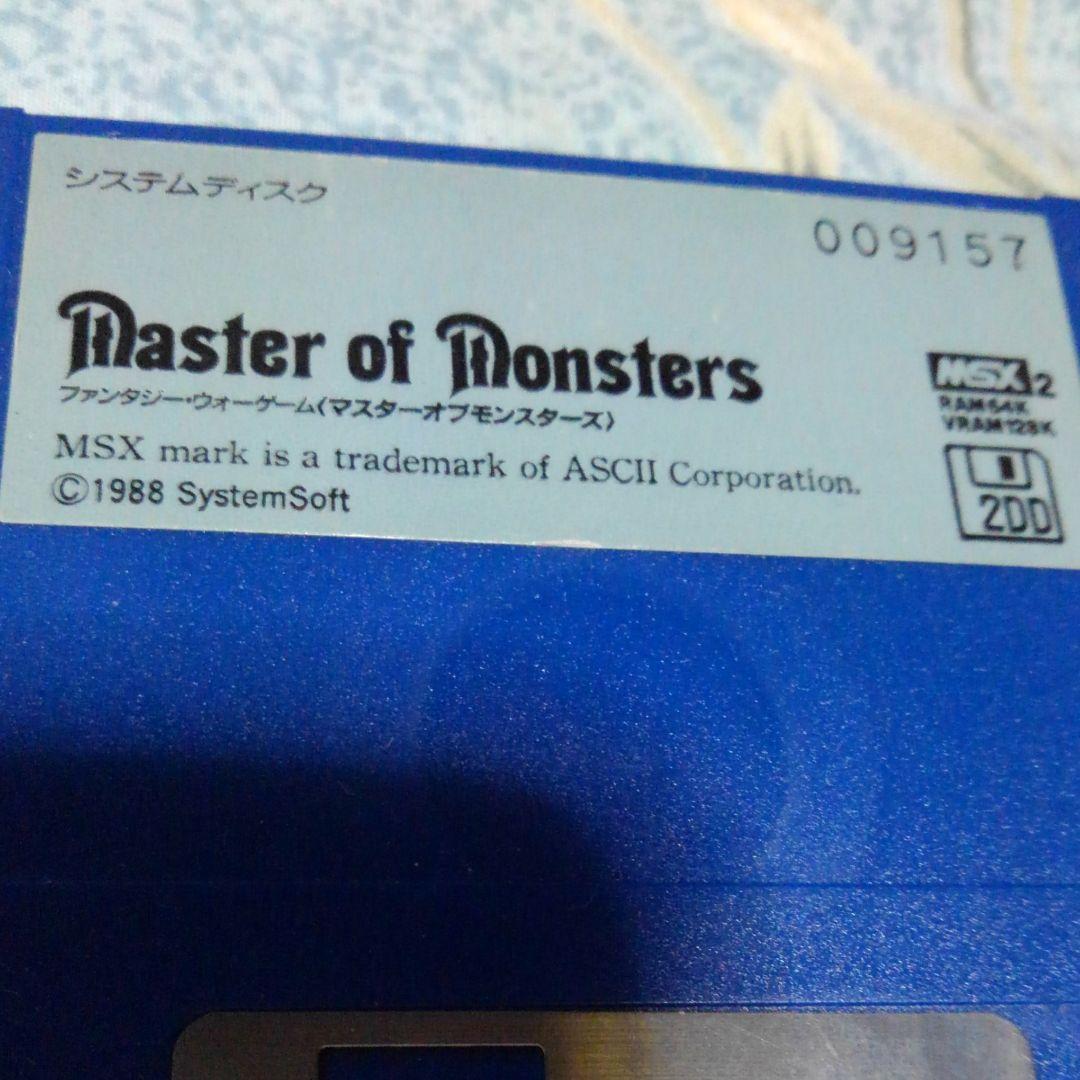 システムディスク
009157
Master of Monsters
ファンタジー・ウォーゲーム〈マスターオブモンスターズ〉
MSX mark is a trademark of ASCII Corporation.
©1988 SystemSoft
MSX2
RAM64K
VRAM128K
2DD